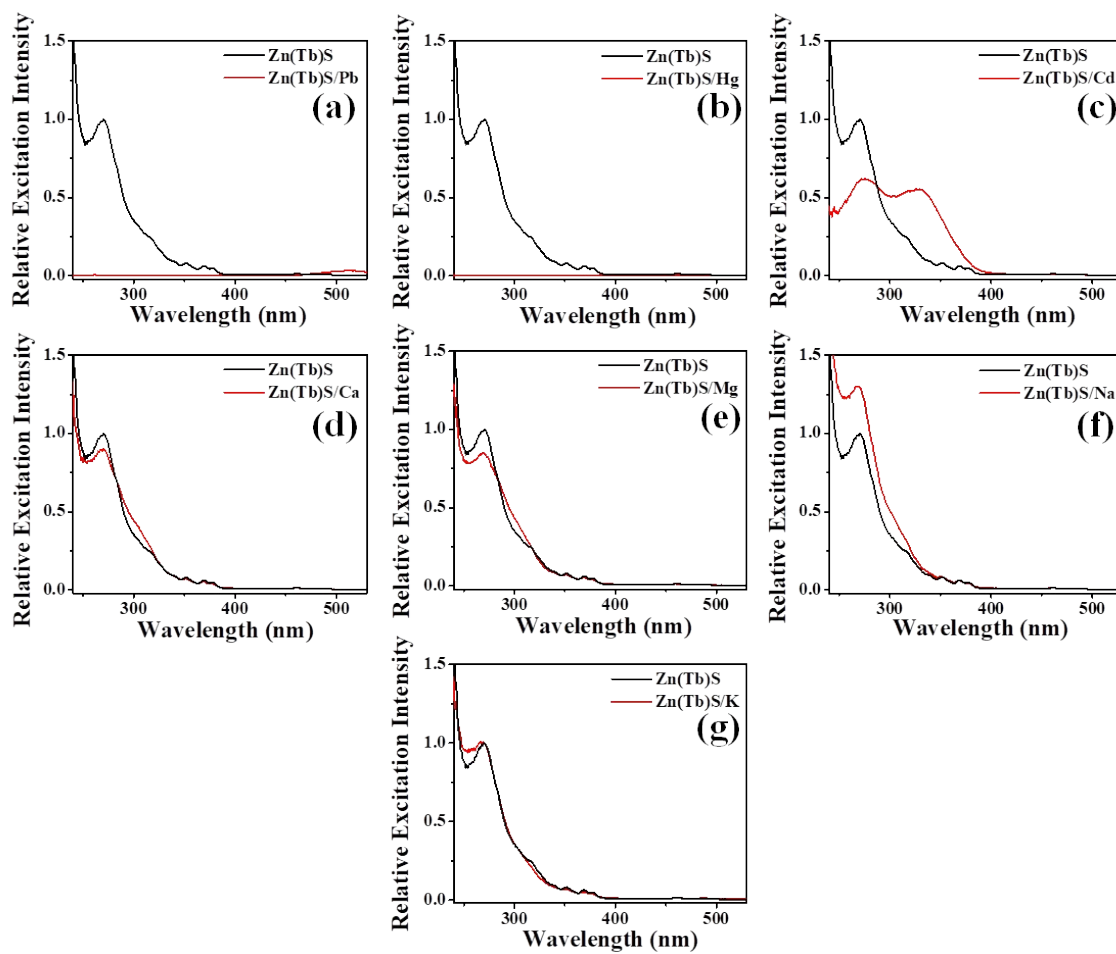 Relative Excitation Intensity
1.5
1.0
0.5
0.0
Zn(Tb)S
Zn(Tb)S/Pb
(a)
300 400 500
Wavelength (nm)
Relative Excitation Intensity
1.5
1.0
0.5
0.0
Zn(Tb)S
Zn(Tb)S/Hg
(b)
300 400 500
Wavelength (nm)
Relative Excitation Intensity
1.5
1.0
0.5
0.0
Zn(Tb)S
Zn(Tb)S/Cd
(c)
300 400 500
Wavelength (nm)
Relative Excitation Intensity
1.5
1.0
0.5
0.0
Zn(Tb)S
Zn(Tb)S/Ca
(d)
300 400 500
Wavelength (nm)
Relative Excitation Intensity
1.5
1.0
0.5
0.0
Zn(Tb)S
Zn(Tb)S/Mg
(e)
300 400 500
Wavelength (nm)
Relative Excitation Intensity
1.5
1.0
0.5
0.0
Zn(Tb)S
Zn(Tb)S/Na
(f)
300 400 500
Wavelength (nm)
Relative Excitation Intensity
1.5
1.0
0.5
0.0
Zn(Tb)S
Zn(Tb)S/K
(g)
300 400 500
Wavelength (nm)